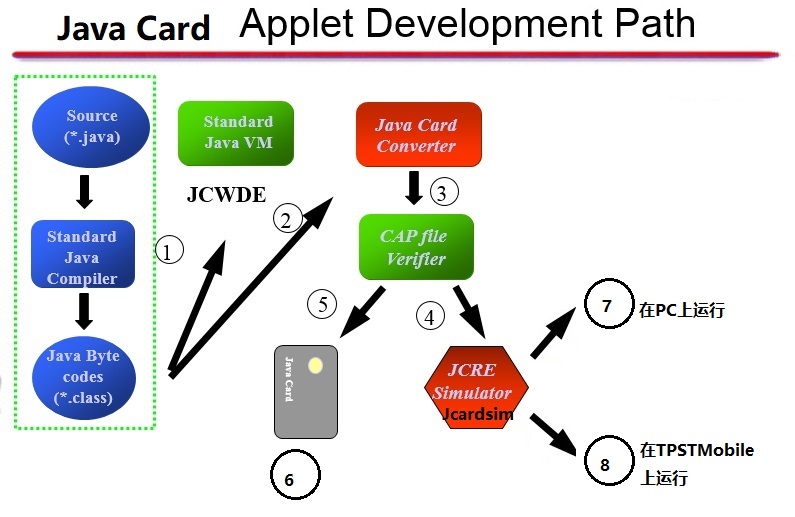 Java Card Applet Development Path
Source
(*.java)
Standard
Java
Compiler
Java Byte
codes
(*.class)
1
Standard
Java VM
JCWDE
2
Java Card
Converter
3
CAP file
Verifier
5
4
Java Card
6
JCRE
Simulator
Jcardsim
7
在PC上运行
8
在TPSTMobile
上运行